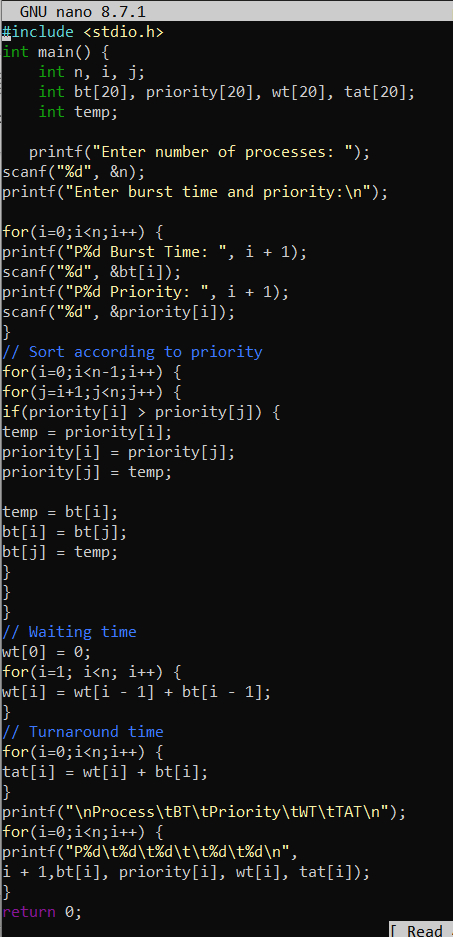 GNU nano 8.7.1
#include <stdio.h>
int main() {
    int n, i, j;
    int bt[20], priority[20], wt[20], tat[20];
    int temp;

   printf("Enter number of processes: ");
scanf("%d", &n);
printf("Enter burst time and priority:\n");

for(i=0;i<n;i++) {
printf("P%d Burst Time: ", i + 1);
scanf("%d", &bt[i]);
printf("P%d Priority: ", i + 1);
scanf("%d", &priority[i]);
}
// Sort according to priority
for(i=0;i<n-1;i++) {
for(j=i+1;j<n;j++) {
if(priority[i] > priority[j]) {
temp = priority[i];
priority[i] = priority[j];
priority[j] = temp;

temp = bt[i];
bt[i] = bt[j];
bt[j] = temp;
}
}
}
// Waiting time
wt[0] = 0;
for(i=1; i<n; i++) {
wt[i] = wt[i - 1] + bt[i - 1];
}
// Turnaround time
for(i=0;i<n;i++) {
tat[i] = wt[i] + bt[i];
}
printf("\nProcess\tBT\tPriority\tWT\tTAT\n");
for(i=0;i<n;i++) {
printf("P%d\t%d\t%d\t\t%d\t%d\n",
i + 1,bt[i], priority[i], wt[i], tat[i]);
}
return 0;
[ Read